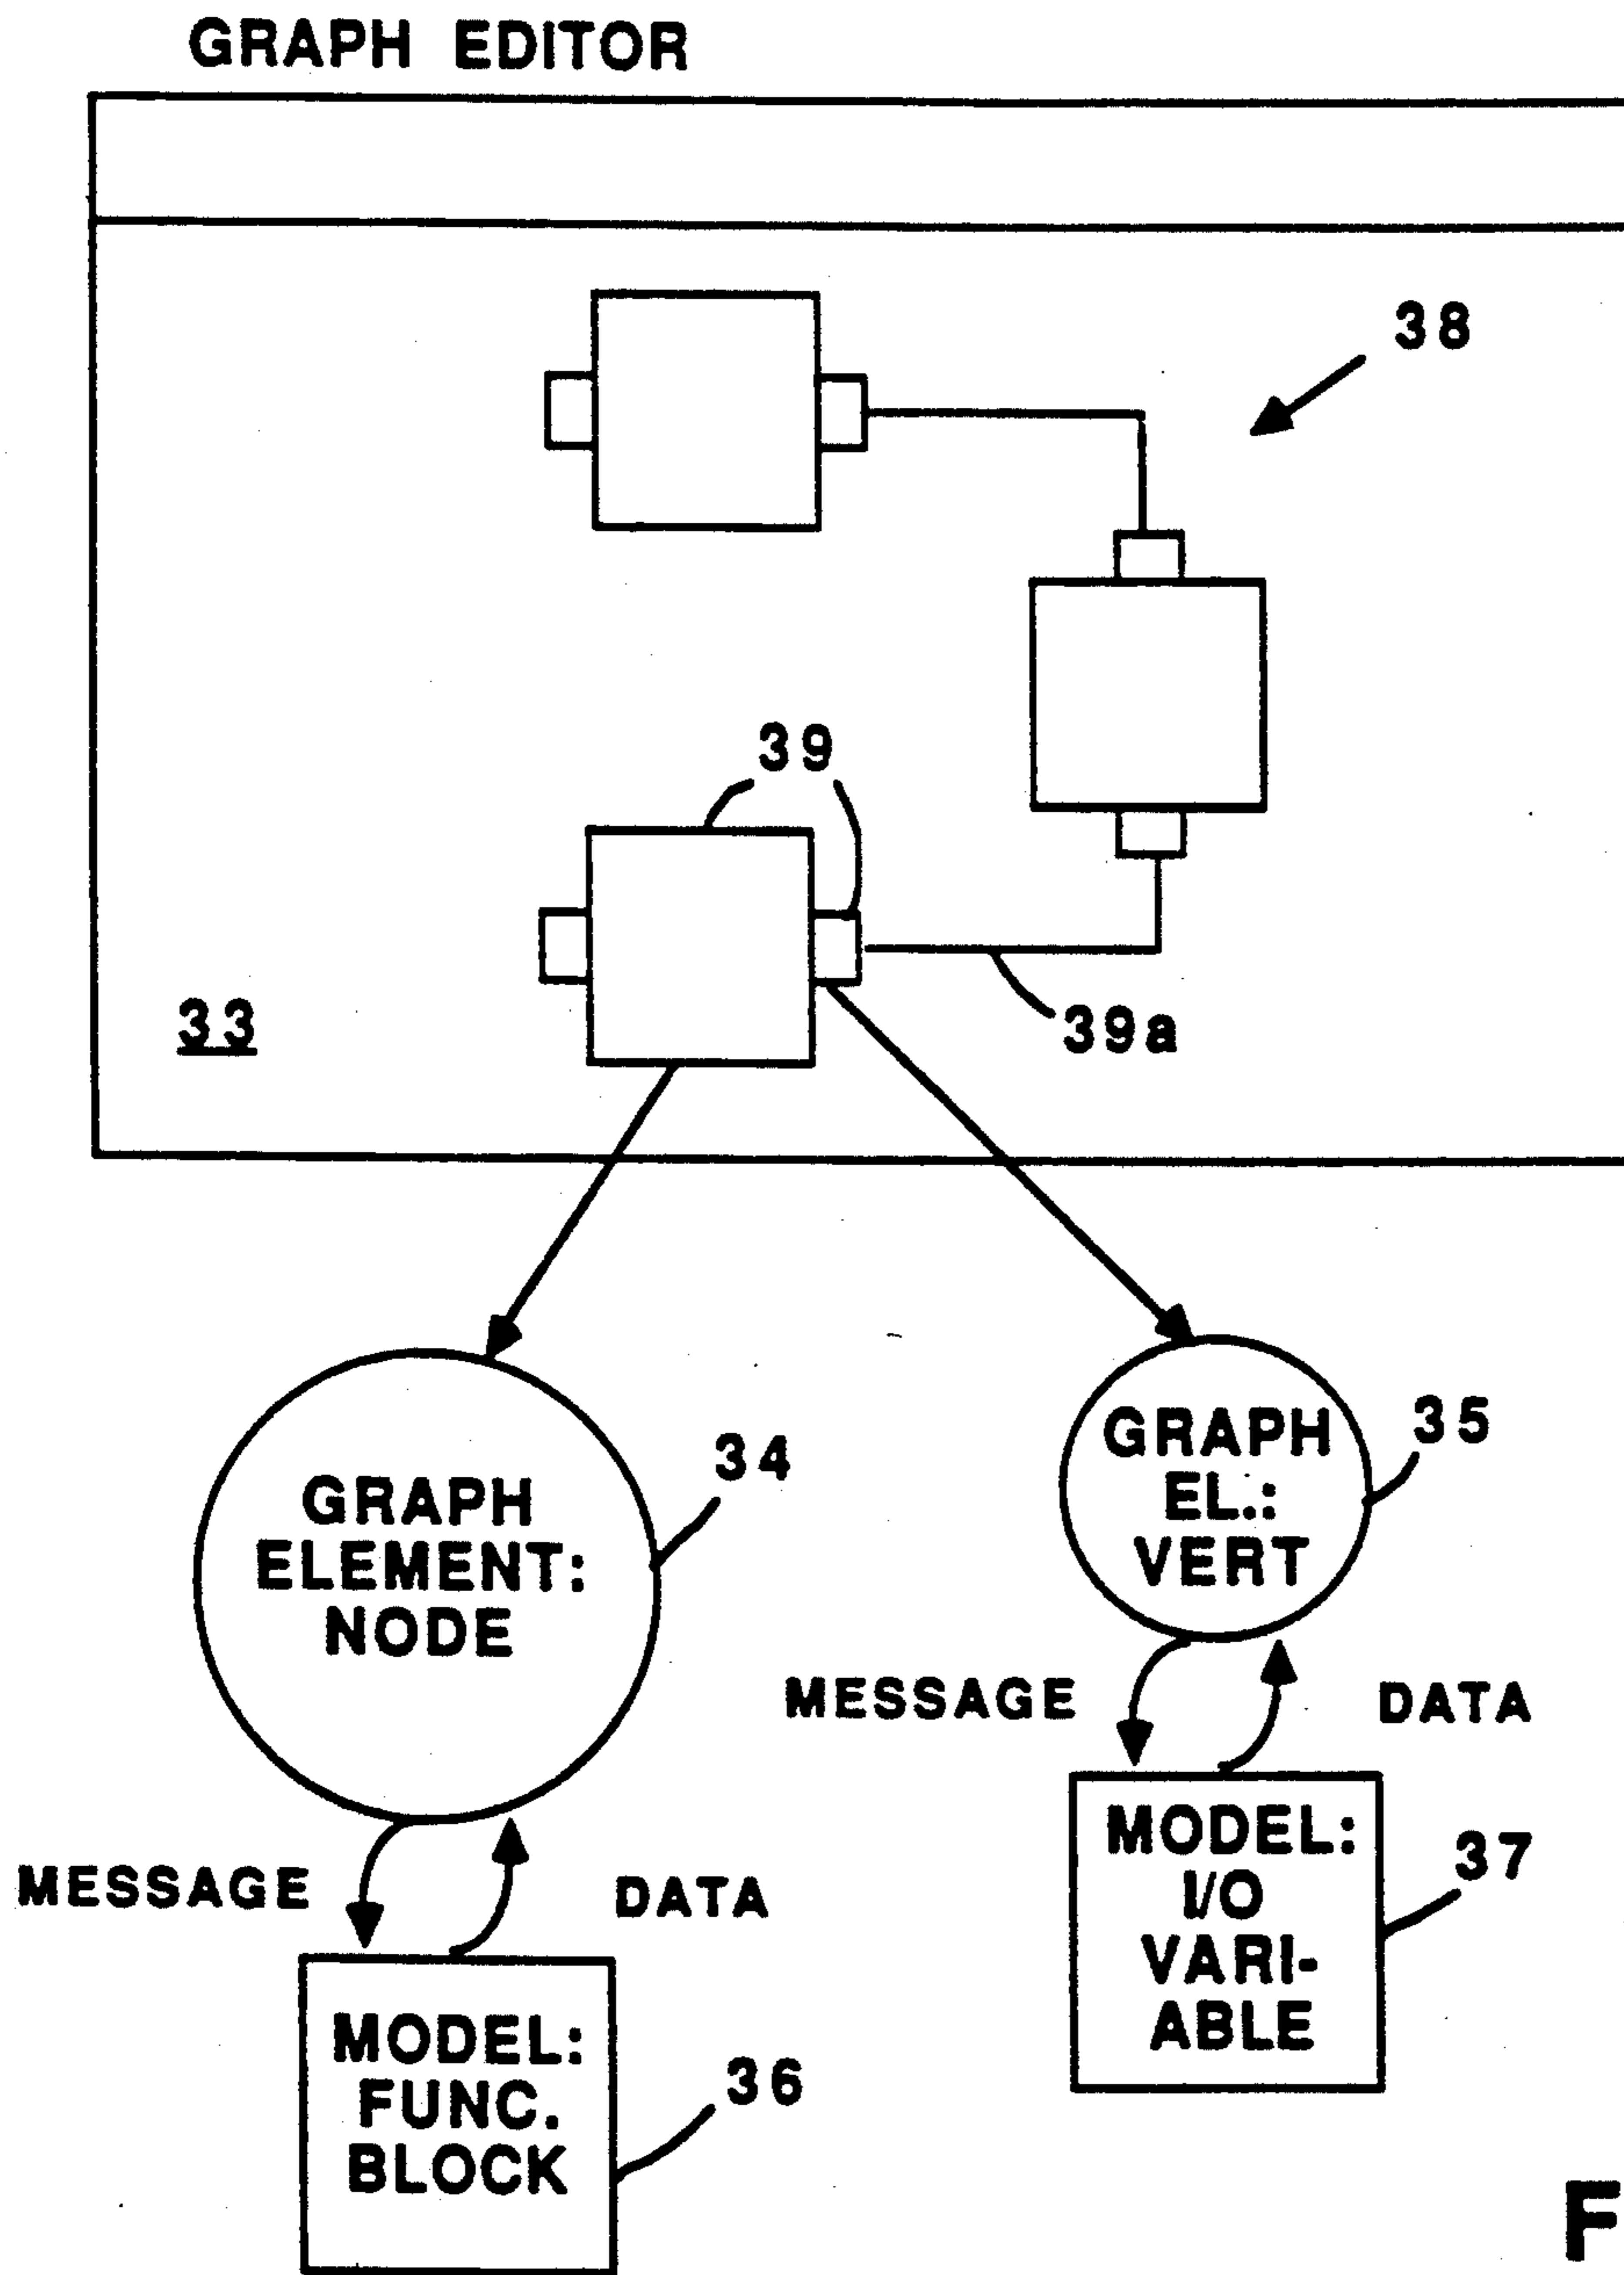 GRAPH EDITOR
38
39
33
39a
GRAPH
ELEMENT:
NODE
34
GRAPH
EL.:
VERT
35
MESSAGE
DATA
MESSAGE
DATA
MODEL:
I/O
VARI-
ABLE
37
MODEL:
FUNC.
BLOCK
36
F